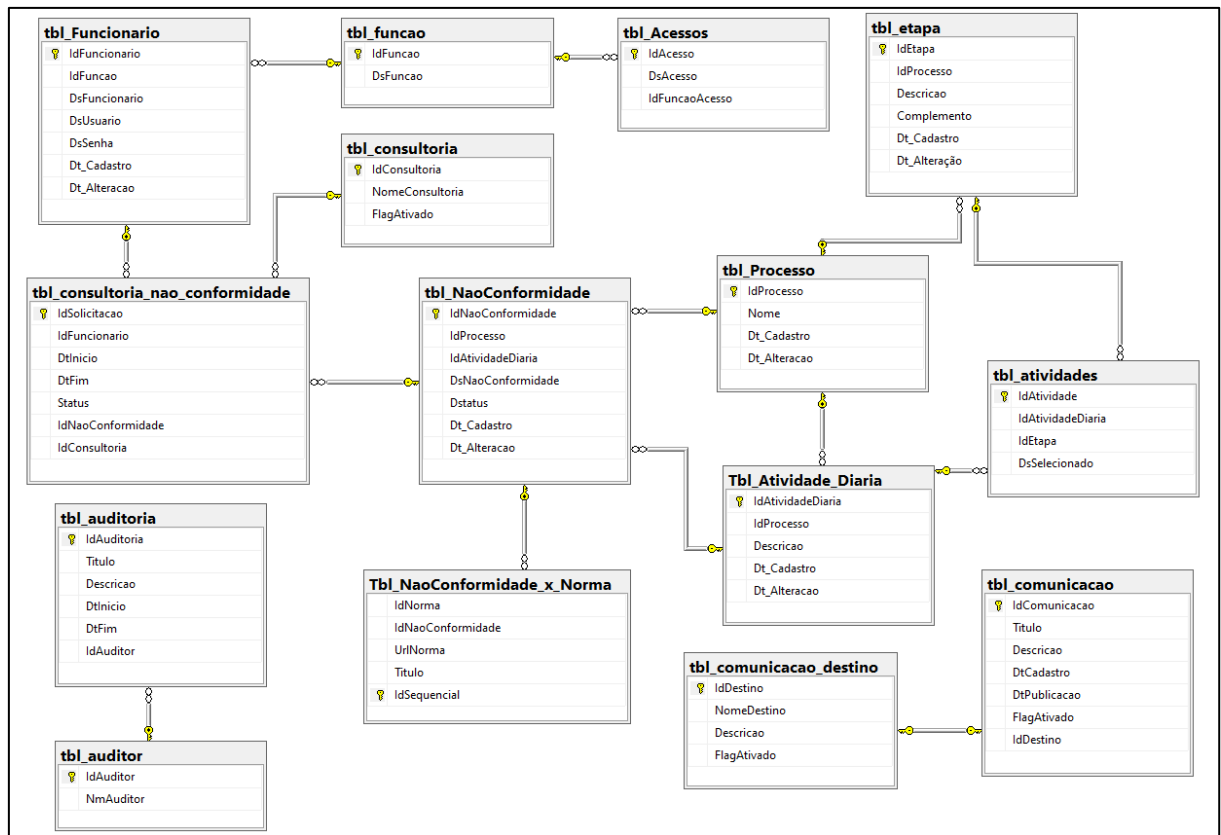 tbl_Funcionario
IdFuncionario
IdFuncao
DsFuncionario
DsUsuario
DsSenha
Dt_Cadastro
Dt_Alteracao
tbl_funcao
IdFuncao
DsFuncao
tbl_Acessos
IdAcesso
DsAcesso
IdFuncaoAcesso
tbl_etapa
IdEtapa
IdProcesso
Descricao
Complemento
Dt_Cadastro
Dt_Alteração
tbl_consultoria
IdConsultoria
NomeConsultoria
FlagAtivado
tbl_consultoria_nao_conformidade
IdSolicitacao
IdFuncionario
DtInicio
DtFim
Status
IdNaoConformidade
IdConsultoria
tbl_NaoConformidade
IdNaoConformidade
IdProcesso
IdAtividadeDiaria
DsNaoConformidade
Dstatus
Dt_Cadastro
Dt_Alteracao
tbl_Processo
IdProcesso
Nome
Dt_Cadastro
Dt_Alteracao
tbl_atividades
IdAtividade
IdAtividadeDiaria
IdEtapa
DsSelecionado
Tbl_Atividade_Diaria
IdAtividadeDiaria
IdProcesso
Descricao
Dt_Cadastro
Dt_Alteracao
tbl_auditoria
IdAuditoria
Titulo
Descricao
DtInicio
DtFim
IdAuditor
Tbl_NaoConformidade_x_Norma
IdNorma
IdNaoConformidade
UrlNorma
Titulo
IdSequencial
tbl_comunicacao
IdComunicacao
Titulo
Descricao
DtCadastro
DtPublicacao
FlagAtivado
IdDestino
tbl_comunicacao_destino
IdDestino
NomeDestino
Descricao
FlagAtivado
tbl_auditor
IdAuditor
NmAuditor